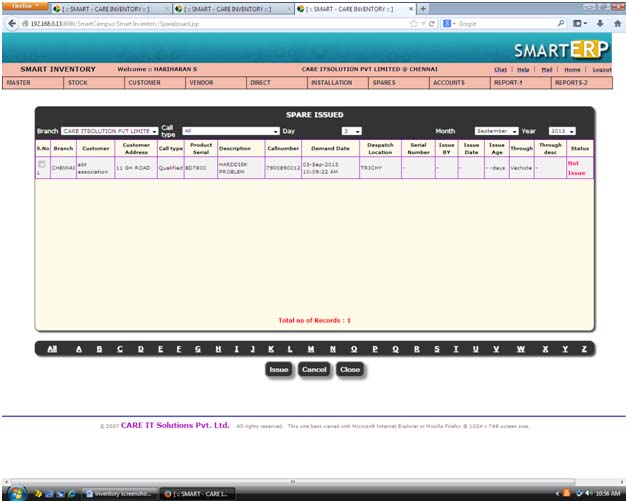 Firefox
[ :: SMART - CARE INVENTORY :: ] [ :: SMART - CARE INVENTORY :: ] [ :: SMART - CARE INVENTORY :: ]
192.168.0.13:8089/SmartCampus/Smart Inventory/SpareIssued.jsp Google
SMART ERP
SMART INVENTORY Welcome :: HARIHARAN S CARE ITSOLUTION PVT LIMITED @ CHENNAI Chat | Help | Mail | Home | Logout
MASTER STOCK CUSTOMER VENDOR DIRECT INSTALLATION SPARES ACCOUNTS REPORT-1 REPORTS-2
SPARE ISSUED
Branch CARE ITSOLUTION PVT LIMITE Call type All Day 3 Month September Year 2013
S.No Branch Customer Customer Address Call type Product Serial Description Callnumber Demand Date Despatch Location Serial Number Issue BY Issue Date Issue Age Through Through desc Status
1 CHENNAI abt association 11 GH ROAD Qualified BD7800 HARDDISK PROBLEM 7900890012 03-Sep-2013 10:09:22 AM TRICHY - - - - -days Vechicle - Not Issue
Total no of Records : 1
All A B C D E F G H I J K L M N O P Q R S T U V W X Y Z
Issue Cancel Close
© 2007 CARE IT Solutions Pvt. Ltd. All rights reserved. This site best viewed with Microsoft Internet Explorer or Mozilla Firefox @ 1024 x 768 screen size.
inventory screensho... [ :: SMART - CARE I... 10:56 AM